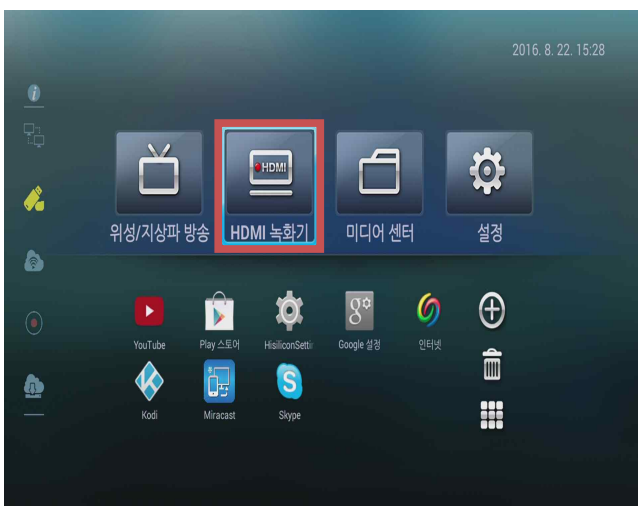 2016. 8. 22. 15:28
HDMI
위성/지상파 방송
HDMI 녹화기
미디어 센터
설정
YouTube
Play 스토어
HisiliconSettin
Google 설정
인터넷
Kodi
Miracast
Skype